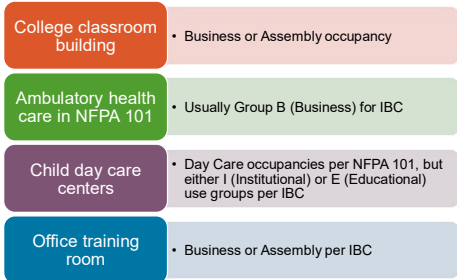 College classroom
building
• Business or Assembly occupancy
Ambulatory health
care in NFPA 101
• Usually Group B (Business) for IBC
Child day care
centers
• Day Care occupancies per NFPA 101, but
either I (Institutional) or E (Educational)
use groups per IBC
Office training
room
• Business or Assembly per IBC